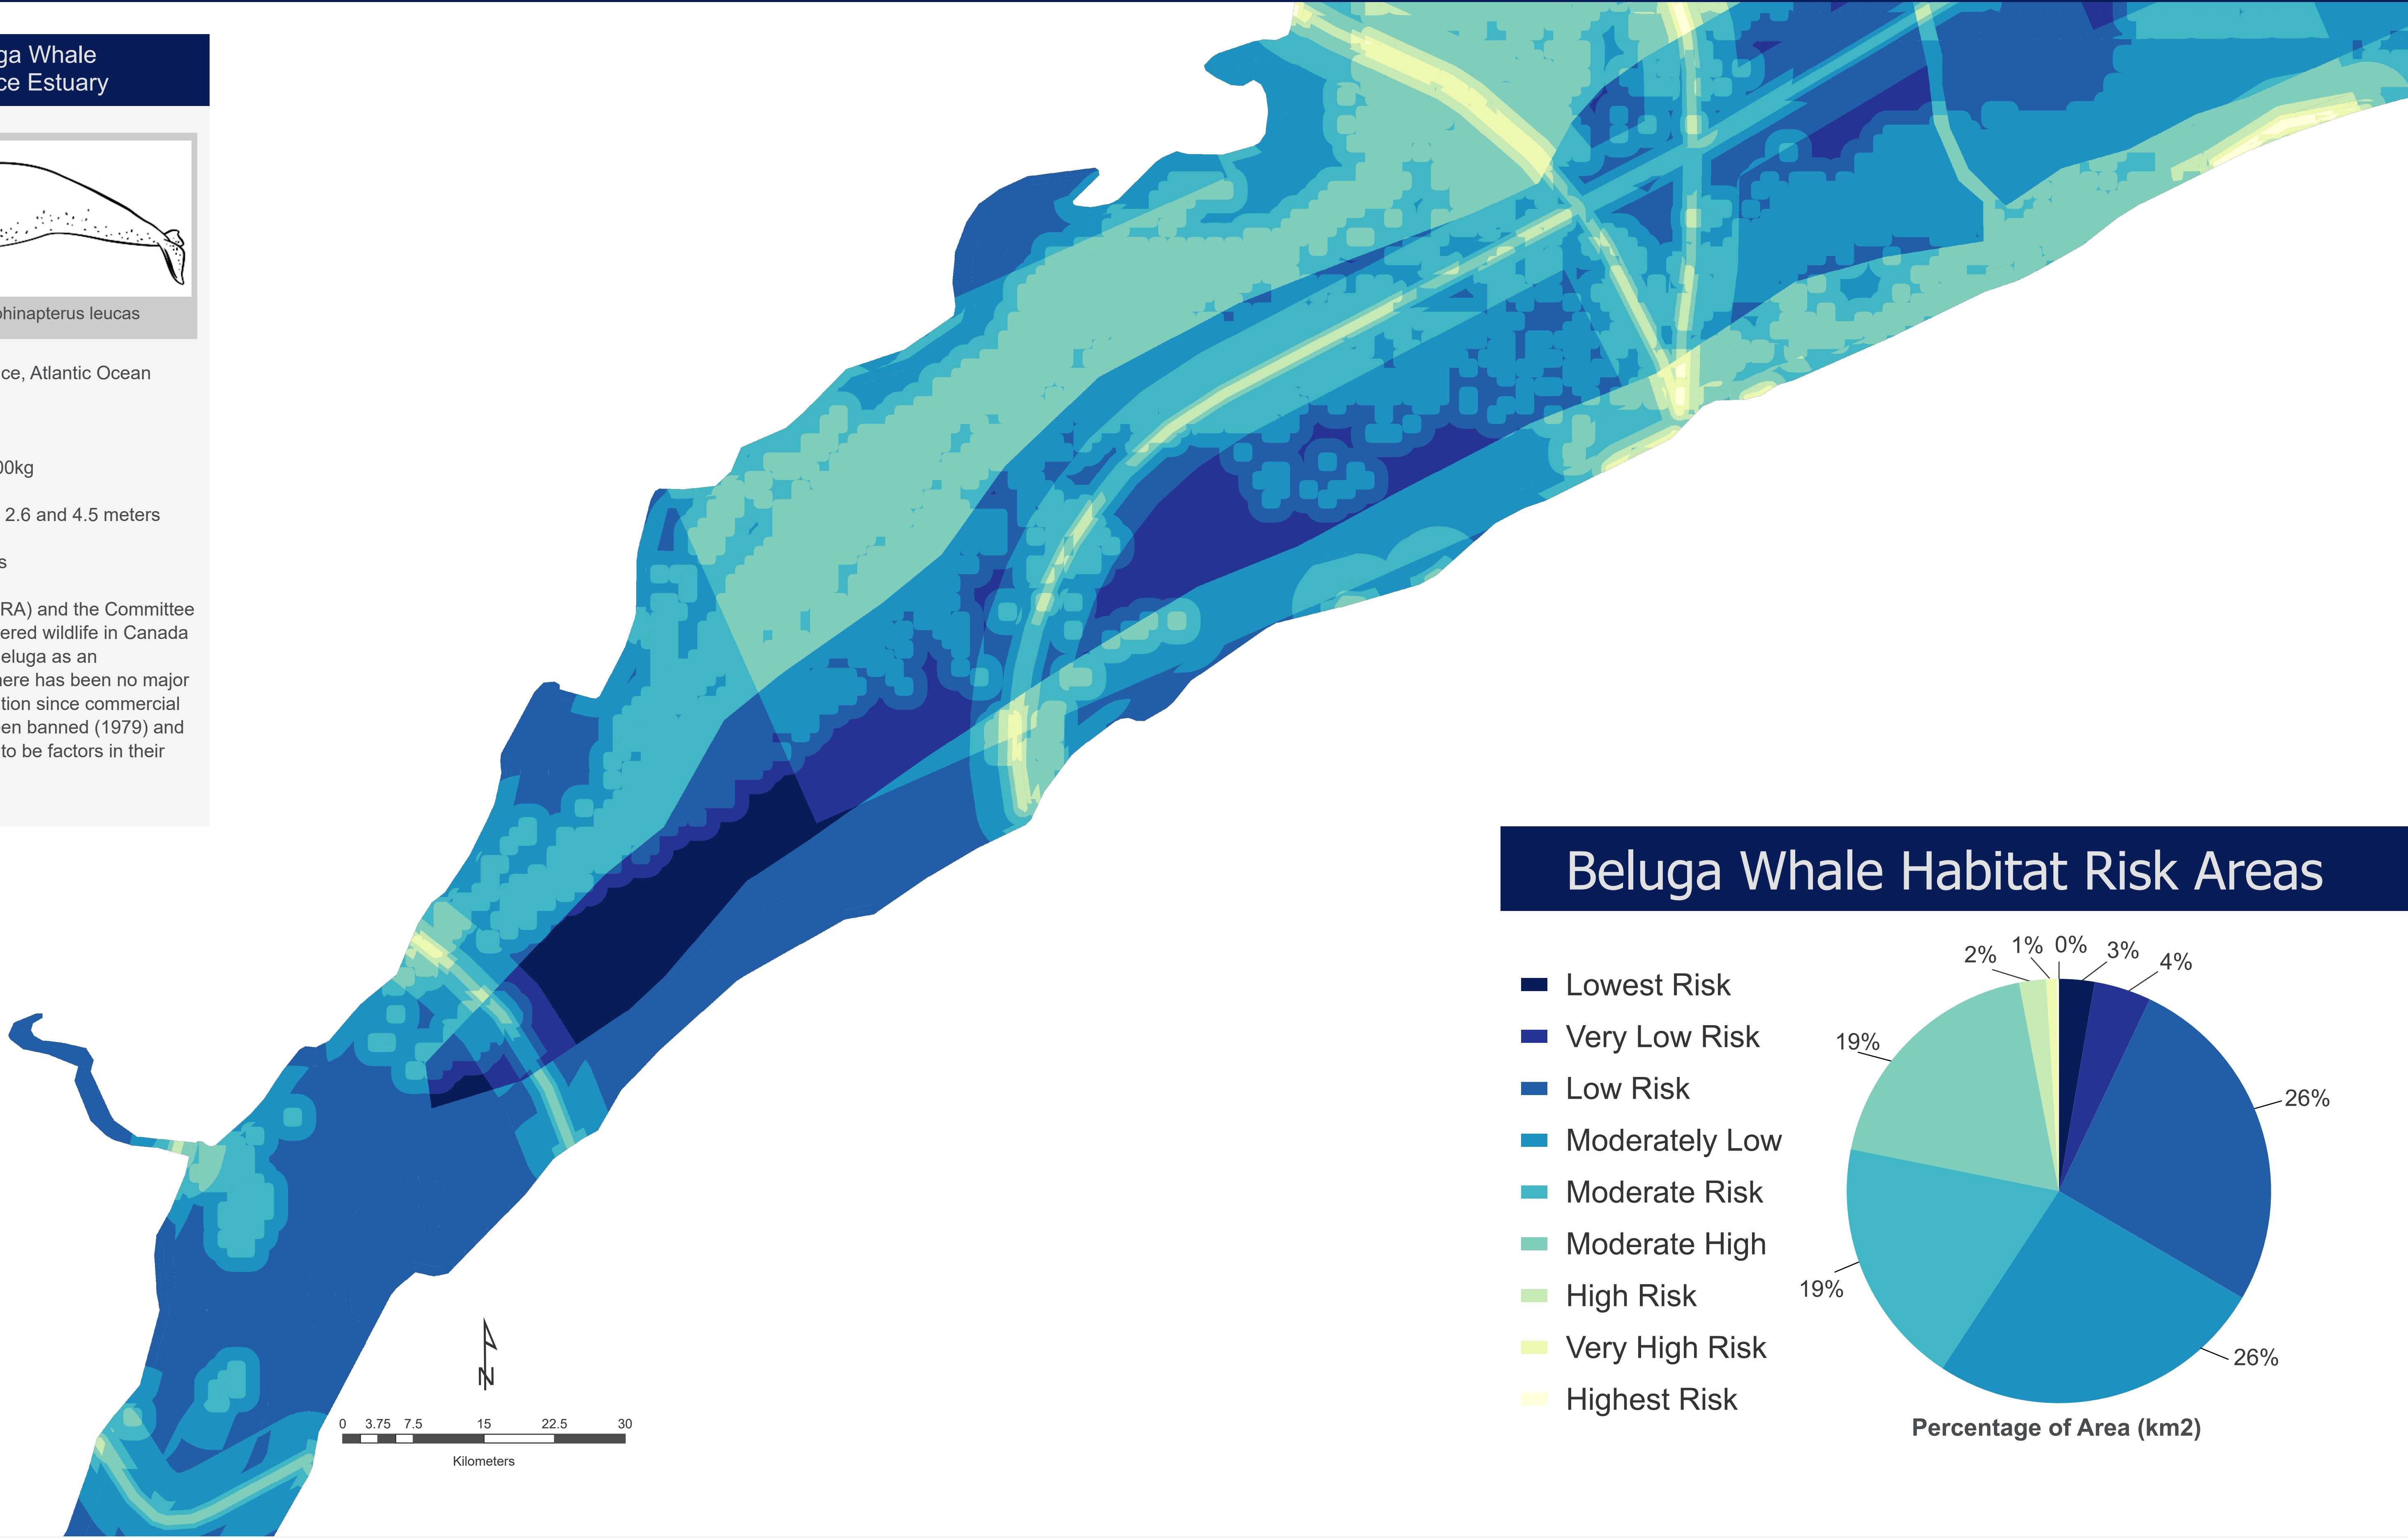 ga Whale
ce Estuary
hinapterus leucas
ce, Atlantic Ocean
00kg
2.6 and 4.5 meters
s
RA) and the Committee
ered wildlife in Canada
eluga as an
here has been no major
tion since commercial
en banned (1979) and
to be factors in their
Beluga Whale Habitat Risk Areas
Lowest Risk
Very Low Risk
Low Risk
Moderately Low
Moderate Risk
Moderate High
High Risk
Very High Risk
Highest Risk
2%
1%
0%
3%
4%
19%
26%
19%
26%
Percentage of Area (km2)
N
0 3.75 7.5 15 22.5 30
Kilometers